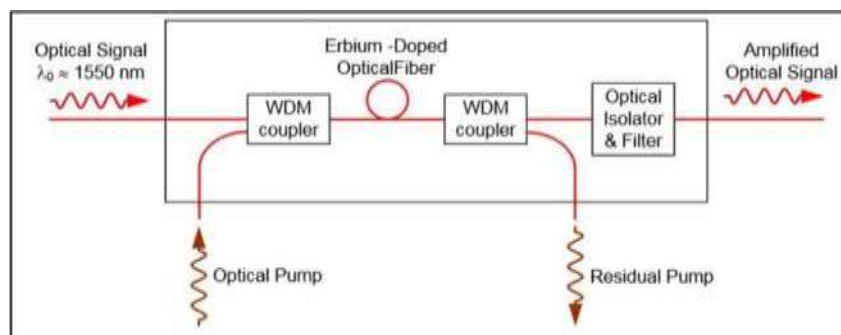 Optical Signal
λ₀ ≈ 1550 nm
Erbium -Doped
OpticalFiber
Amplified
Optical Signal
WDM
coupler
WDM
coupler
Optical
Isolator
& Filter
Optical Pump
Residual Pump